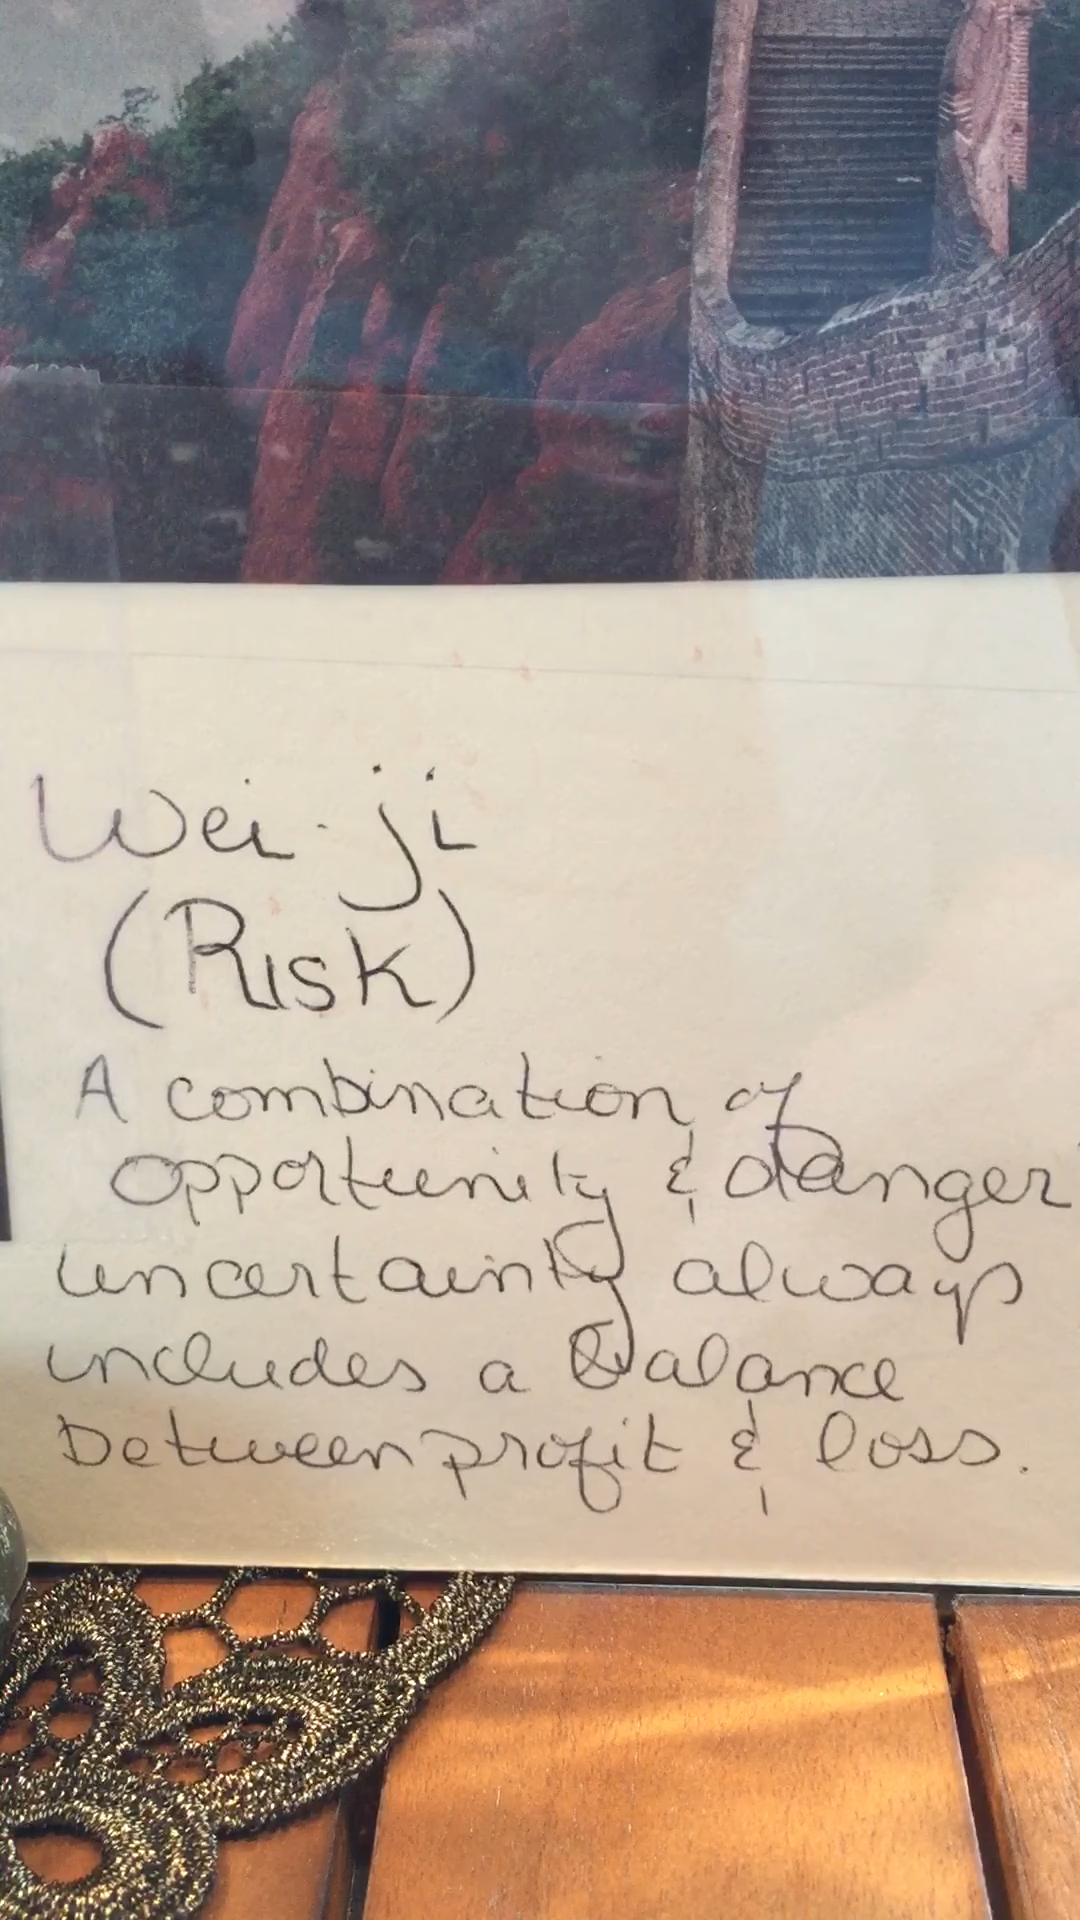 Wei-ji
(Risk)
A combination of
opportunity & danger
uncertainty always
includes a balance
between profit & loss.